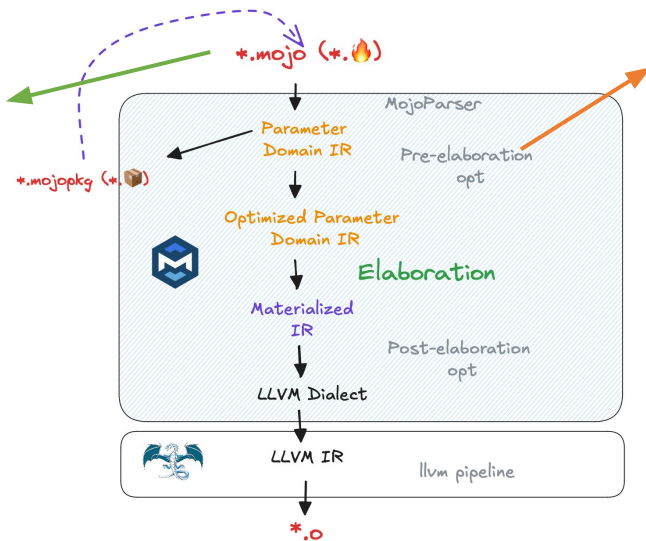 *.mojo (*.🔥)
MojoParser
Parameter
Domain IR
Pre-elaboration
opt
*.mojopkg (*.📦)
Optimized Parameter
Domain IR
Elaboration
Materialized
IR
Post-elaboration
opt
LLVM Dialect
LLVM IR
llvm pipeline
*.o